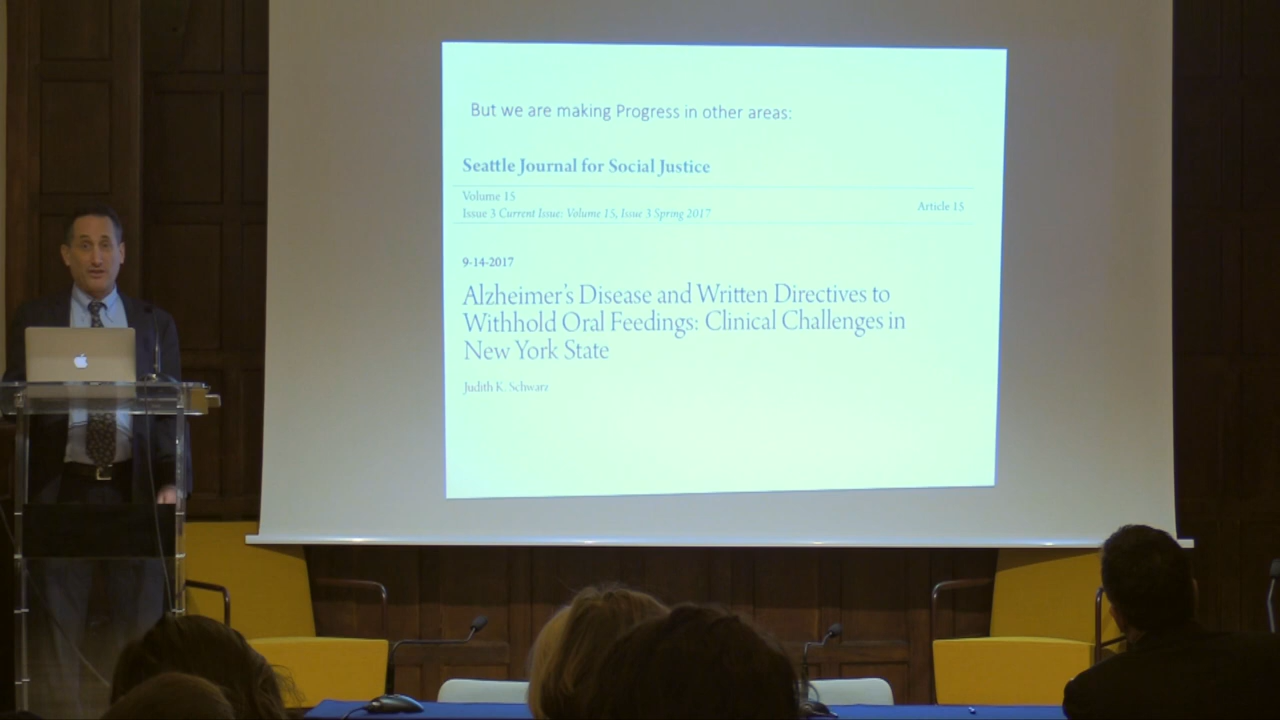 But we are making Progress in other areas:
Seattle Journal for Social Justice
Volume 15
Issue 3 Current Issue: Volume 15, Issue 3 Spring 2017
Article 15
9-14-2017
Alzheimer's Disease and Written Directives to
Withhold Oral Feedings: Clinical Challenges in
New York State
Judith K. Schwarz